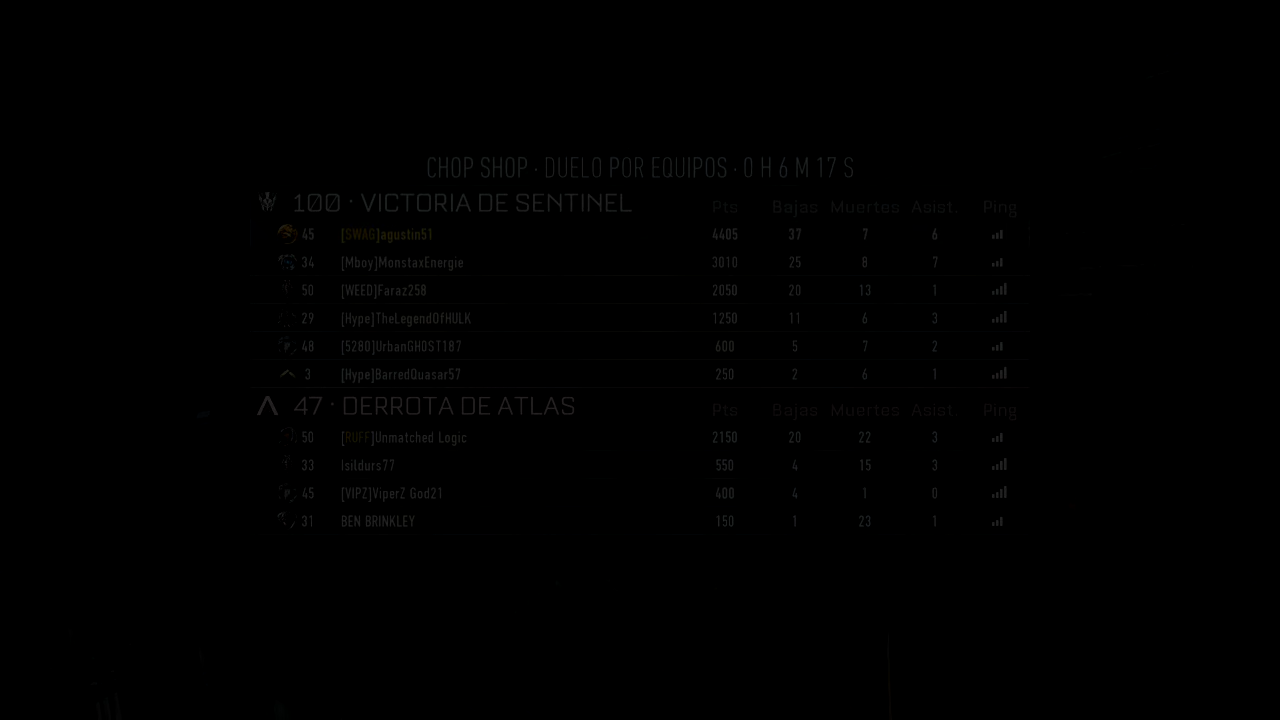 CHOP SHOP · DUELO POR EQUIPOS · 0 H 6 M 17 S
100 · VICTORIA DE SENTINEL Pts Bajas Muertes Asist. Ping
45 [SWAG]agustin51 4405 37 7 6
34 [Mboy]MonstaxEnergie 3010 25 8 7
50 [WEED]Faraz258 2050 20 13 1
29 [Hype]TheLegendOfHULK 1250 11 6 3
48 [5280]UrbanGHOST187 600 5 7 2
3 [Hype]BarredQuasar57 250 2 6 1
47 · DERROTA DE ATLAS Pts Bajas Muertes Asist. Ping
50 [RUFF]Unmatched Logic 2150 20 22 3
33 Isildurs77 550 4 15 3
45 [VIPZ]ViperZ God21 400 4 1 0
31 BEN BRINKLEY 150 1 23 1